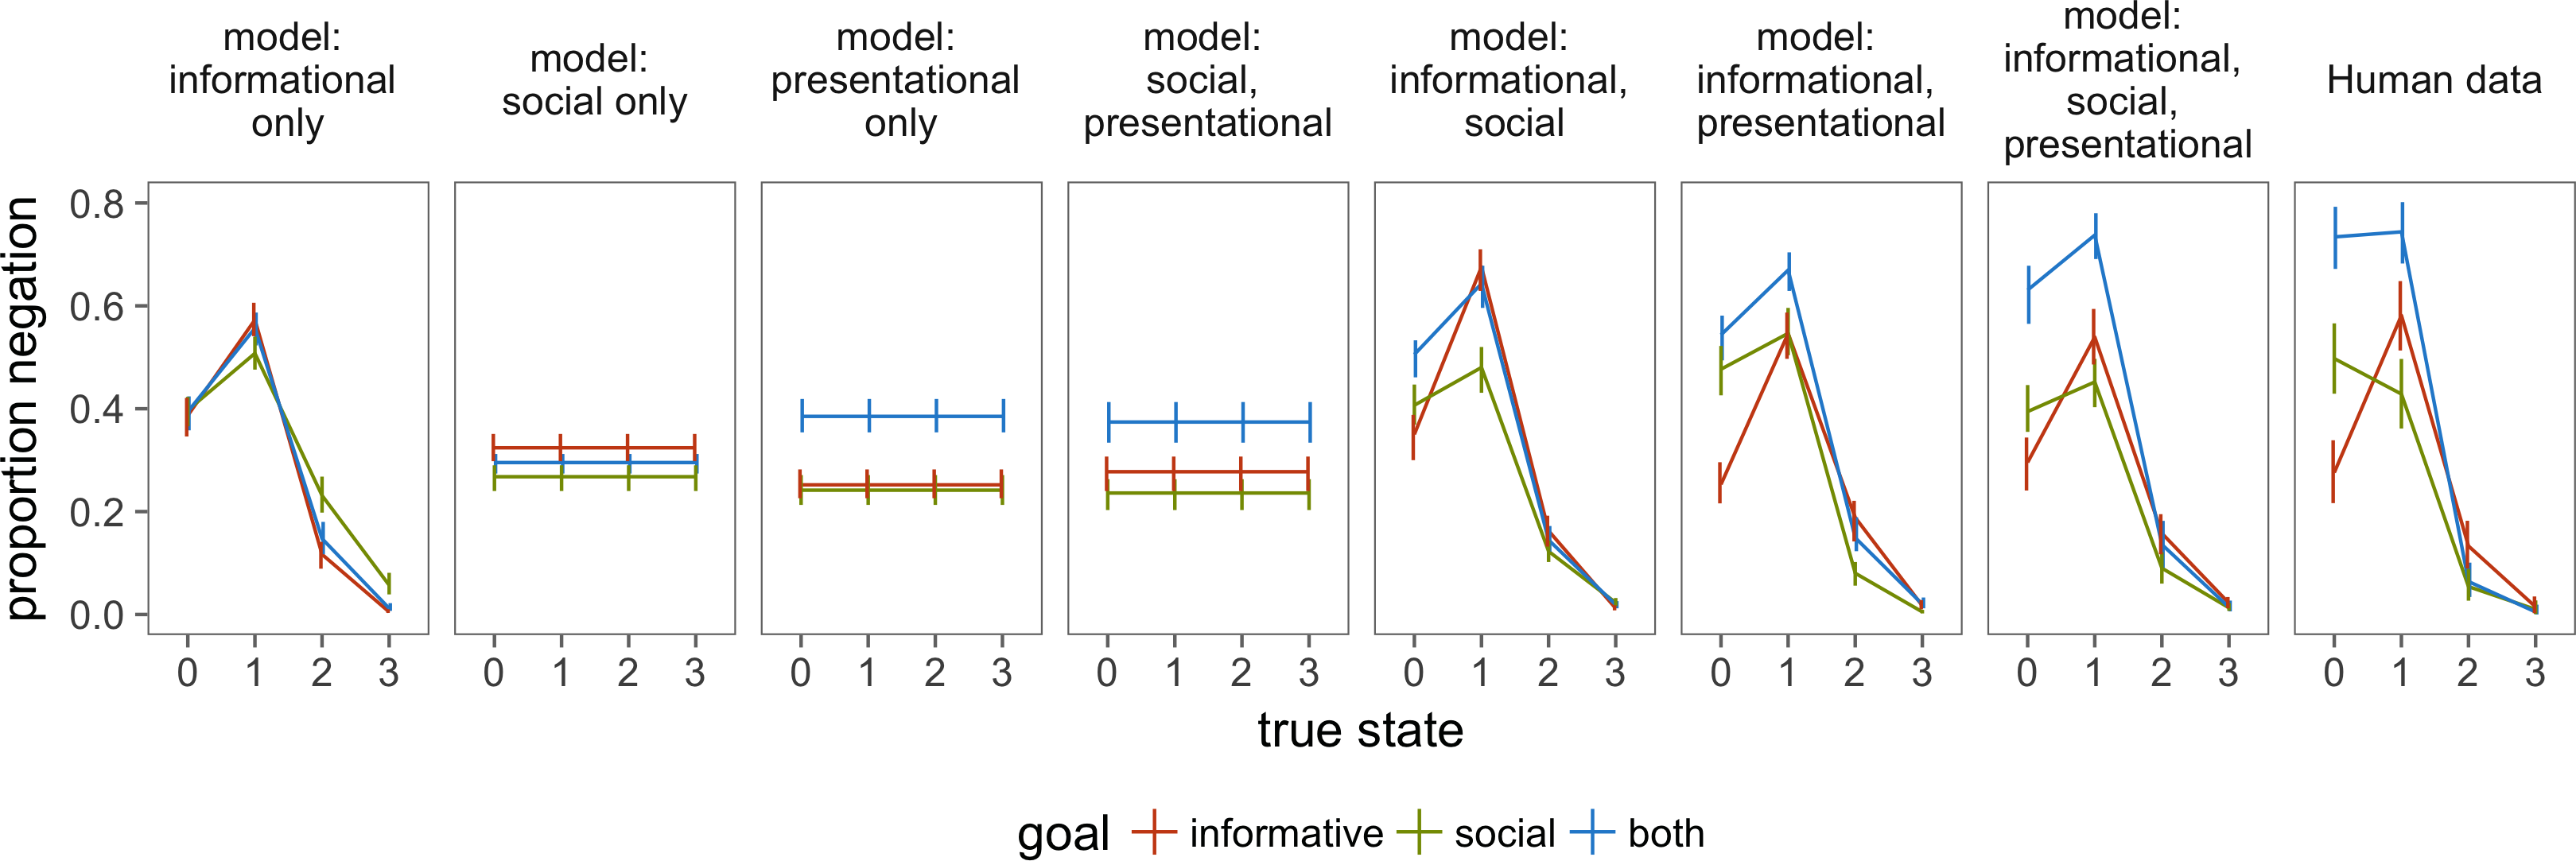 model:
informational
only
model:
social only
model:
presentational
only
model:
social,
presentational
model:
informational,
social
model:
informational,
presentational
model:
informational,
social,
presentational
Human data
proportion negation
0.8
0.6
0.4
0.2
0.0
0 1 2 3
0 1 2 3
0 1 2 3
0 1 2 3
0 1 2 3
0 1 2 3
0 1 2 3
0 1 2 3
true state
goal informative social both